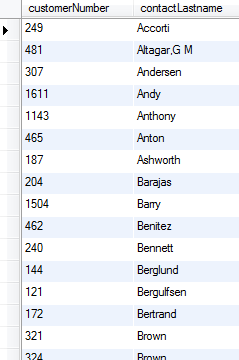 customerNumber contactLastname
249 Accorti
481 Altagar,G M
307 Andersen
1611 Andy
1143 Anthony
465 Anton
187 Ashworth
204 Barajas
1504 Barry
462 Benitez
240 Bennett
144 Berglund
121 Bergulfsen
172 Bertrand
321 Brown
324 Brown